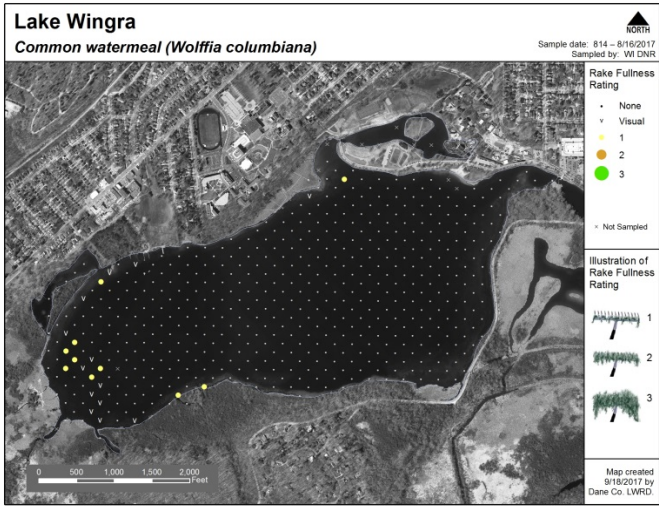 Lake Wingra
Common watermeal (Wolffia columbiana)
NORTH
Sample date: 814 – 8/16/2017
Sampled by: WI DNR
Rake Fullness
Rating
None
v Visual
1
2
3
× Not Sampled
Illustration of
Rake Fullness
Rating
1
2
3
0 500 1,000 1,500 2,000
Feet
Map created
9/18/2017 by
Dane Co. LWRD.